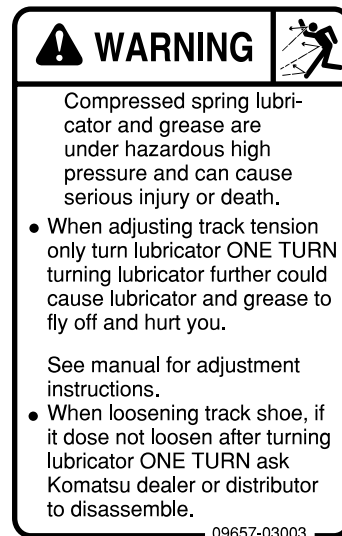 WARNING
Compressed spring lubri-
cator and grease are
under hazardous high
pressure and can cause
serious injury or death.
● When adjusting track tension
only turn lubricator ONE TURN
turning lubricator further could
cause lubricator and grease to
fly off and hurt you.
See manual for adjustment
instructions.
● When loosening track shoe, if
it dose not loosen after turning
lubricator ONE TURN ask
Komatsu dealer or distributor
to disassemble.
09657-03003